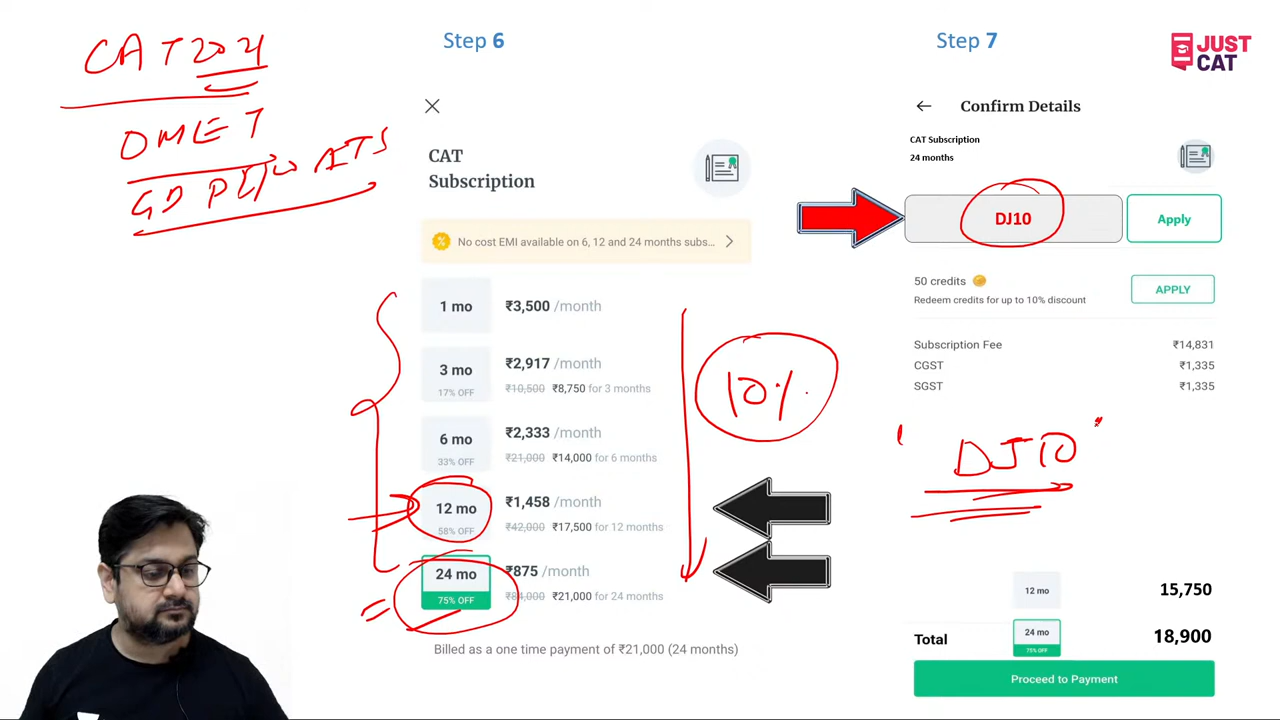 CAT 2021
OMET
GD PI
Step 6
CAT
Subscription
No cost EMI available on 6, 12 and 24 months subs...
1 mo ₹3,500 /month
3 mo ₹2,917 /month
17% OFF ₹10,500 ₹8,750 for 3 months
6 mo ₹2,333 /month
33% OFF ₹21,000 ₹14,000 for 6 months
12 mo ₹1,458 /month
58% OFF ₹42,000 ₹17,500 for 12 months
24 mo ₹875 /month
75% OFF ₹84,000 ₹21,000 for 24 months
Billed as a one time payment of ₹21,000 (24 months)
10%
Step 7
JUST
CAT
Confirm Details
CAT Subscription
24 months
DJ10 Apply
50 credits
Redeem credits for up to 10% discount APPLY
Subscription Fee ₹14,831
CGST ₹1,335
SGST ₹1,335
" DJ10 "
12 mo 15,750
Total 24 mo 18,900
75% OFF
Proceed to Payment